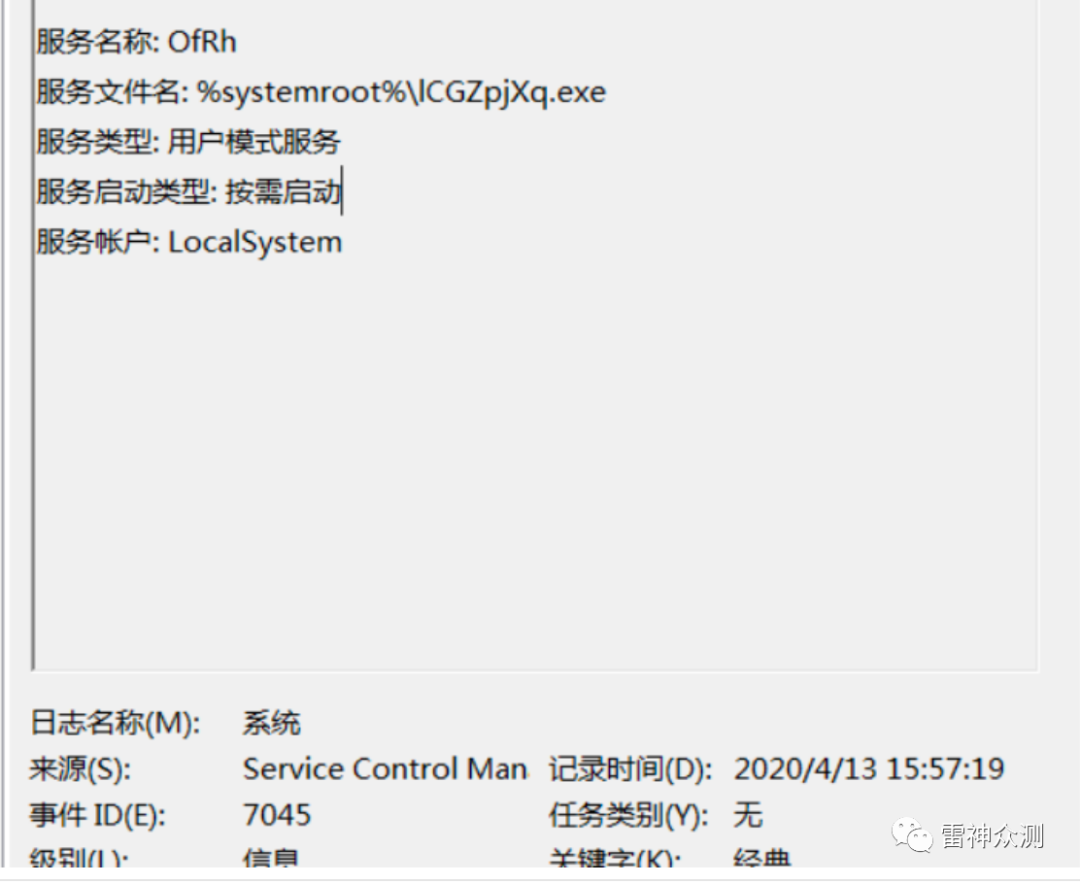 服务名称: OfRh
服务文件名: %systemroot%\lCGZpjXq.exe
服务类型: 用户模式服务
服务启动类型: 按需启动
服务帐户: LocalSystem
日志名称(M): 系统
来源(S): Service Control Man 记录时间(D): 2020/4/13 15:57:19
事件 ID(E): 7045 任务类别(Y): 无
级别(L): 信息 关键字(K): 经典
雷神众测